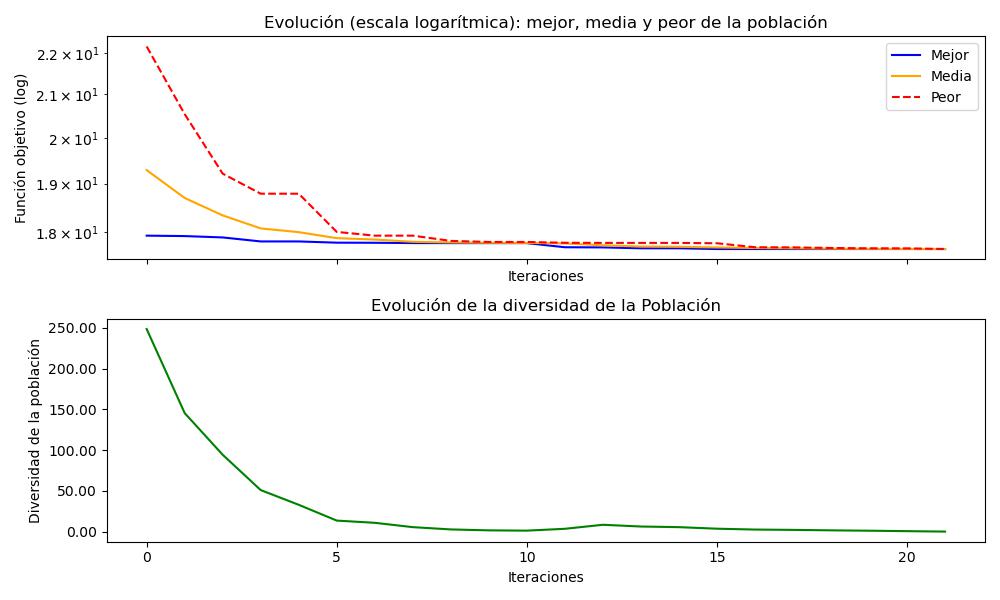 Evolución (escala logarítmica): mejor, media y peor de la población
Función objetivo (log)
2.2 × 10¹
2.1 × 10¹
2 × 10¹
1.9 × 10¹
1.8 × 10¹
Mejor
Media
Peor
Iteraciones
Evolución de la diversidad de la Población
Diversidad de la población
250.00
200.00
150.00
100.00
50.00
0.00
0 5 10 15 20
Iteraciones